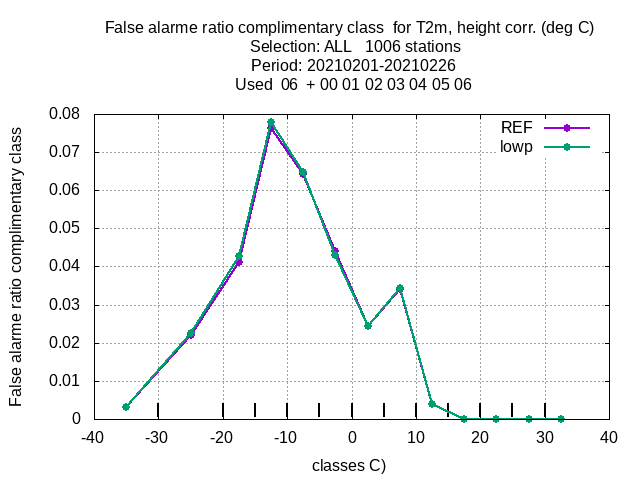 False alarme ratio complimentary class  for T2m, height corr. (deg C)
Selection: ALL   1006 stations
Period: 20210201-20210226
Used  06  + 00 01 02 03 04 05 06
REF
lowp
False alarme ratio complimentary class
0.08
0.07
0.06
0.05
0.04
0.03
0.02
0.01
0
-40 -30 -20 -10 0 10 20 30 40
classes C)